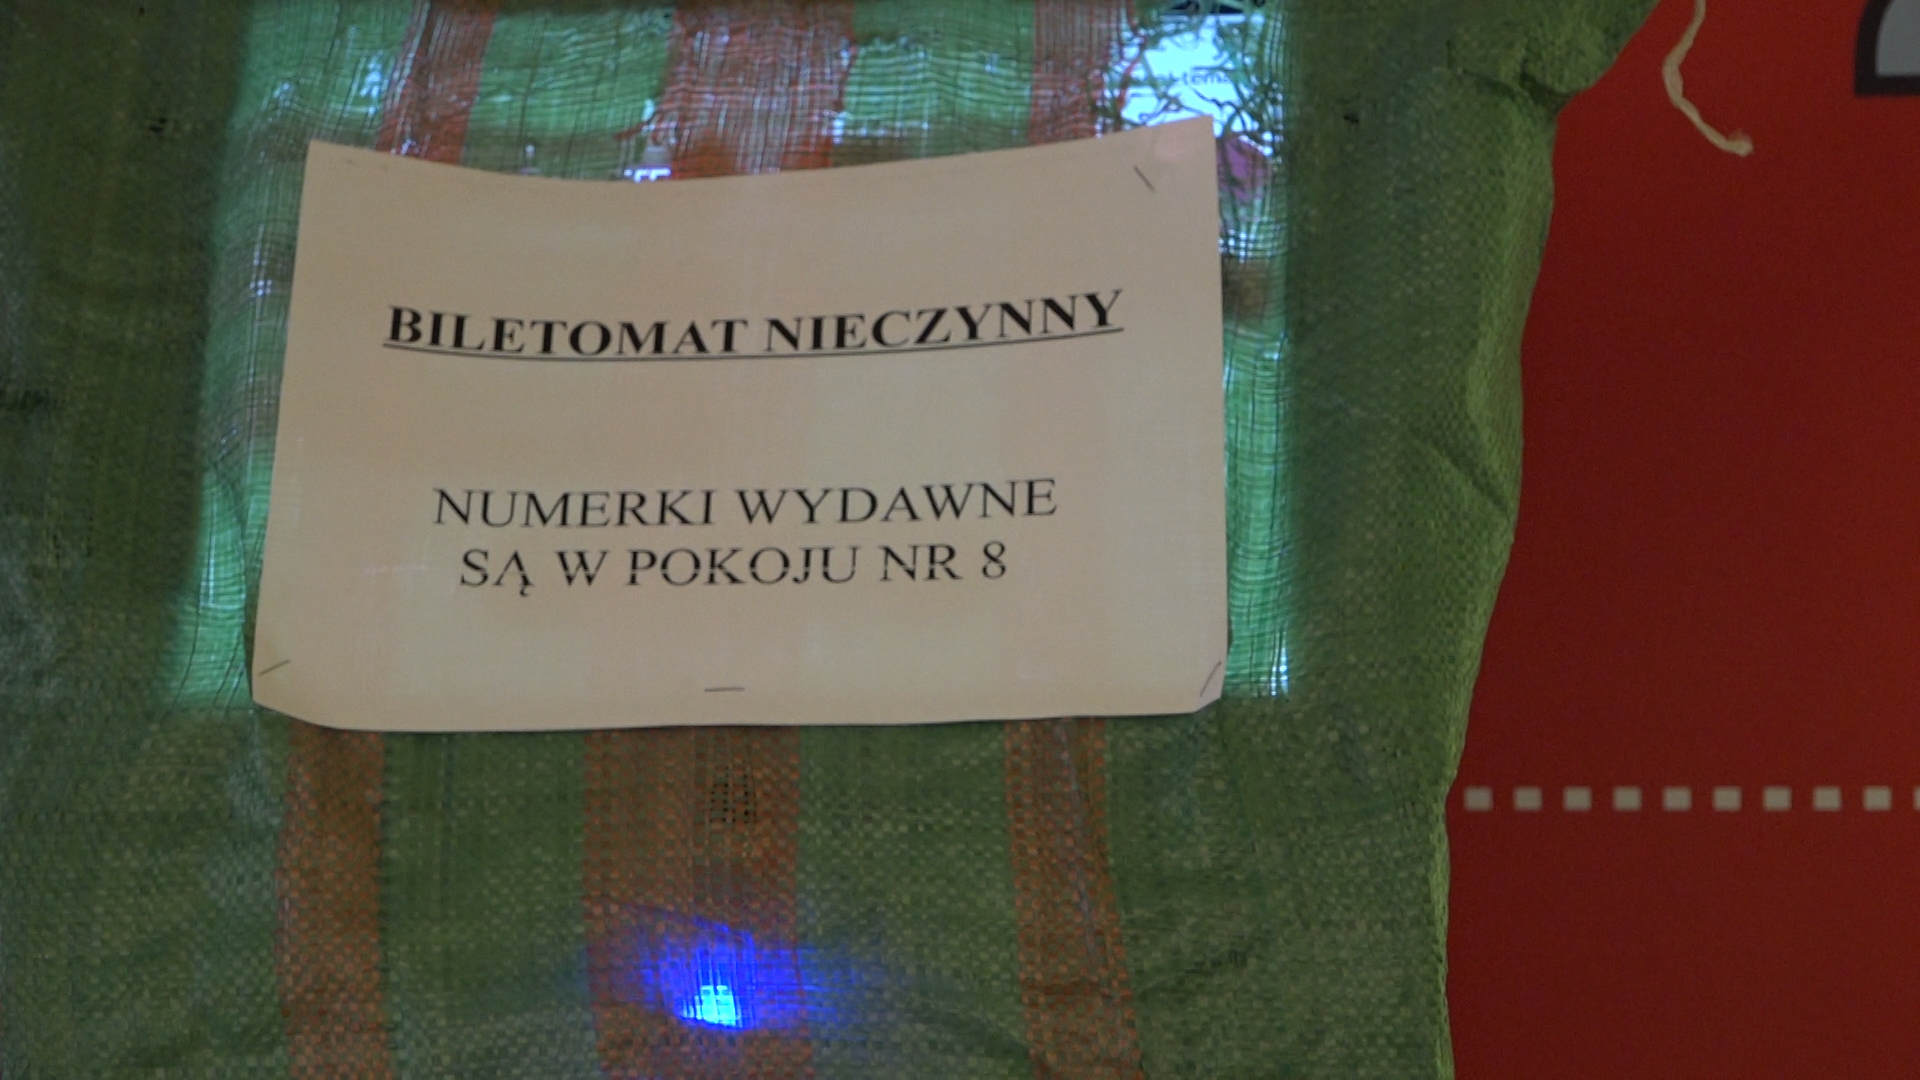 BILETOMAT NIECZYNNY
NUMERKI WYDAWNE
SĄ W POKOJU NR 8